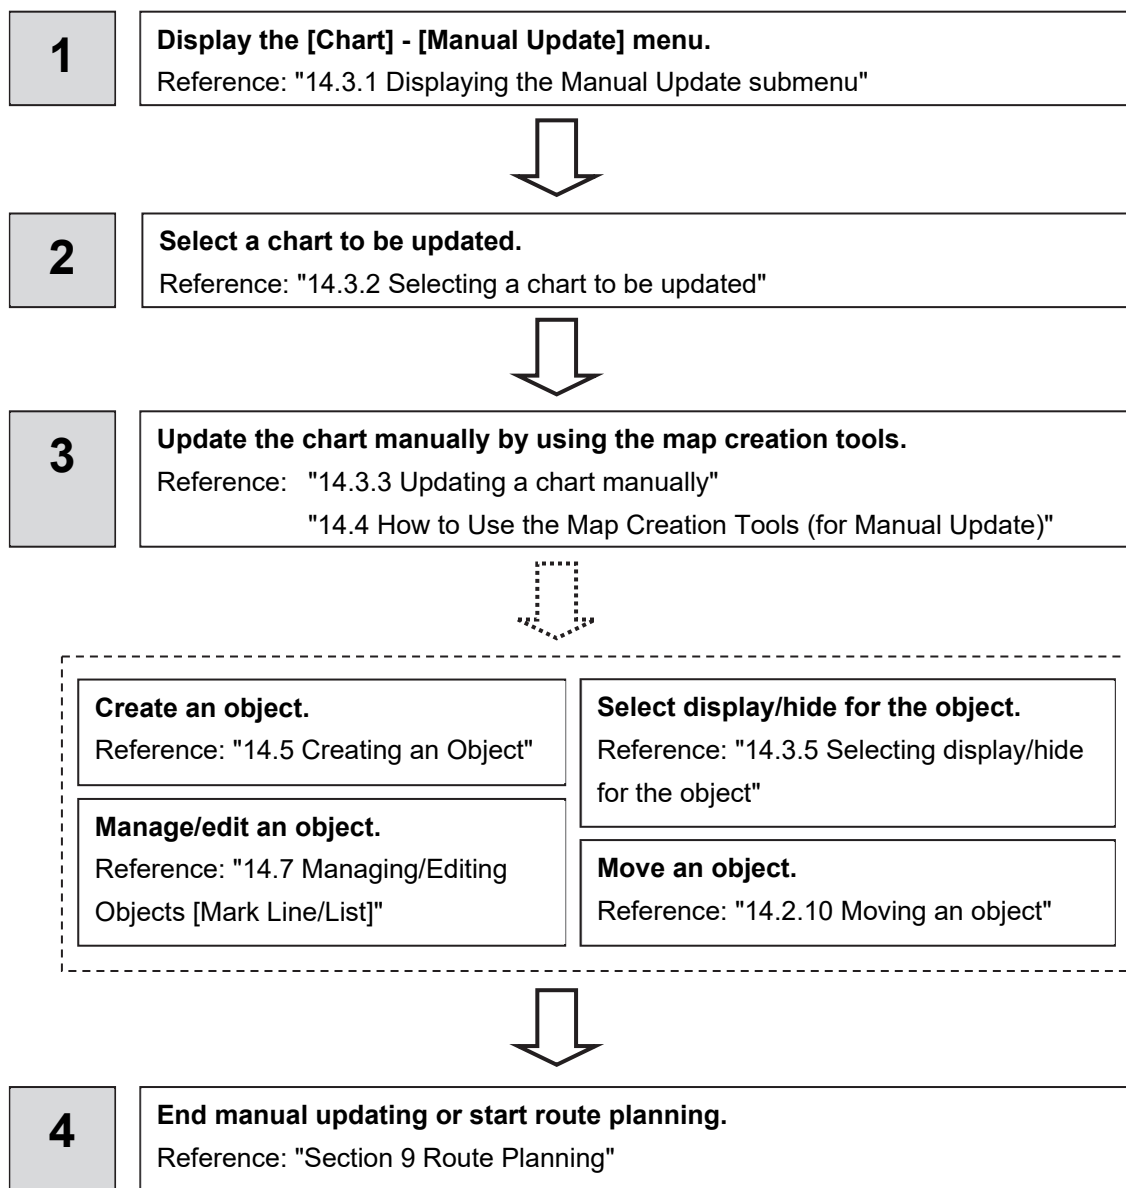 1
Display the [Chart] - [Manual Update] menu.
Reference: "14.3.1 Displaying the Manual Update submenu"
2
Select a chart to be updated.
Reference: "14.3.2 Selecting a chart to be updated"
3
Update the chart manually by using the map creation tools.
Reference: "14.3.3 Updating a chart manually"
"14.4 How to Use the Map Creation Tools (for Manual Update)"
Create an object.
Reference: "14.5 Creating an Object"
Manage/edit an object.
Reference: "14.7 Managing/Editing
Objects [Mark Line/List]"
Select display/hide for the object.
Reference: "14.3.5 Selecting display/hide
for the object"
Move an object.
Reference: "14.2.10 Moving an object"
4
End manual updating or start route planning.
Reference: "Section 9 Route Planning"